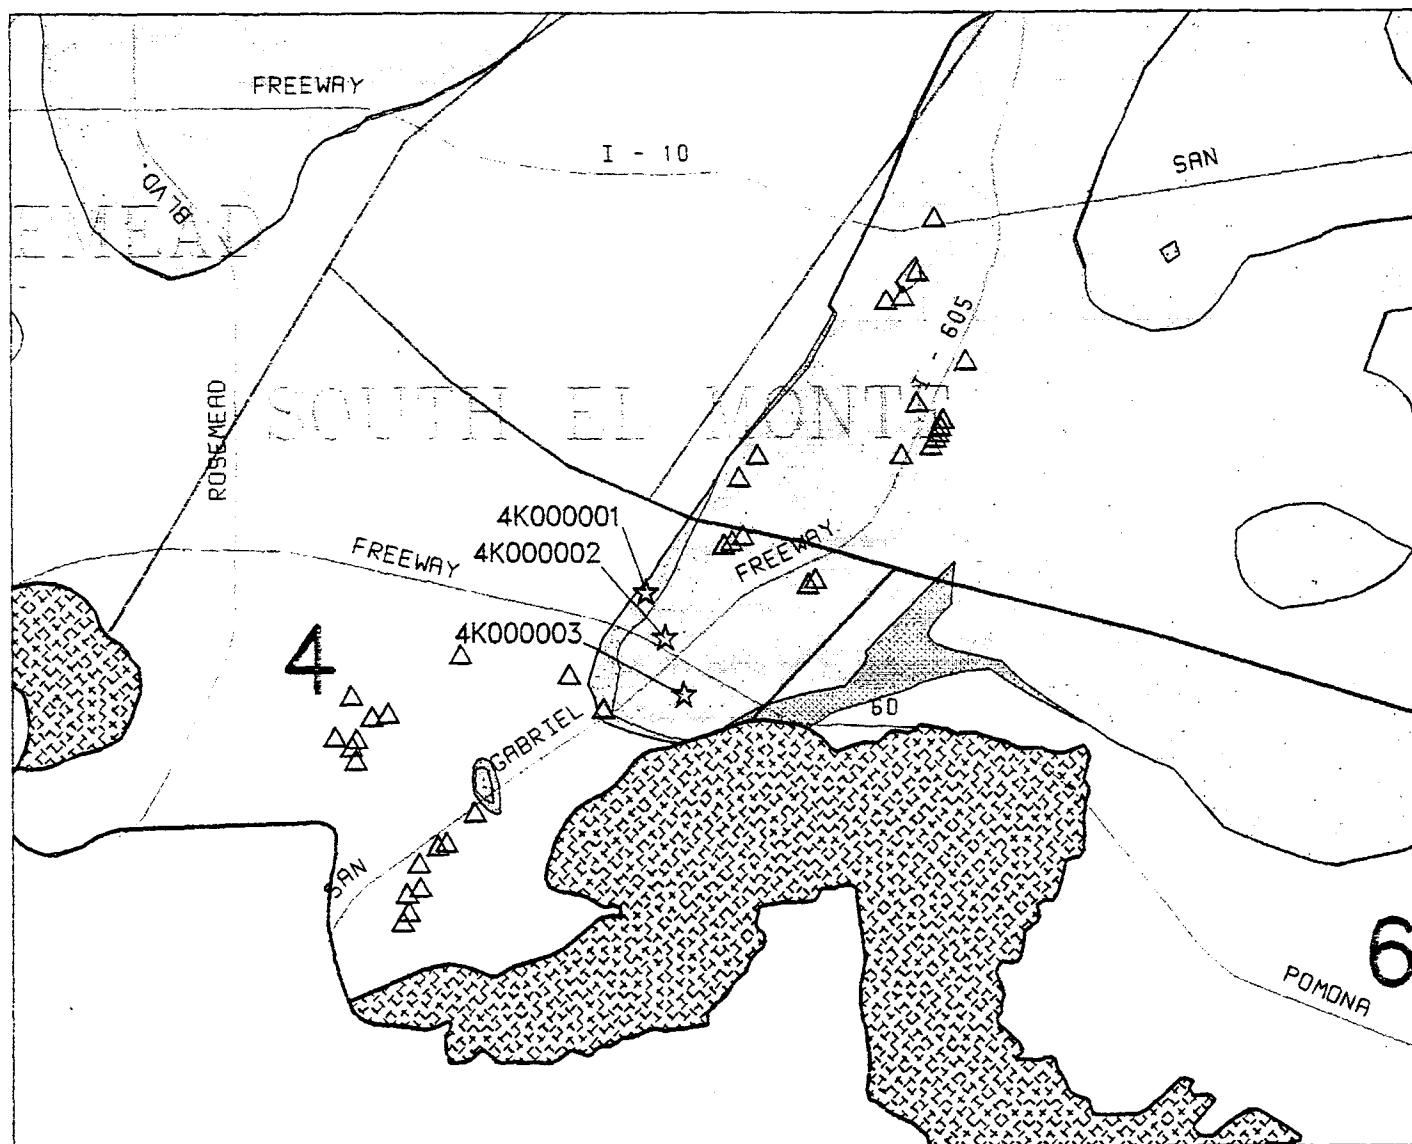 FREEWAY
I - 10
SAN
BLVD.
EMEAD
I - 605
SOUTH EL MONTE
ROSEMEAD
4K000001
4K000002
FREEWAY
FREEWAY
4K000003
4
60
GABRIEL
SAN
6
POMONA